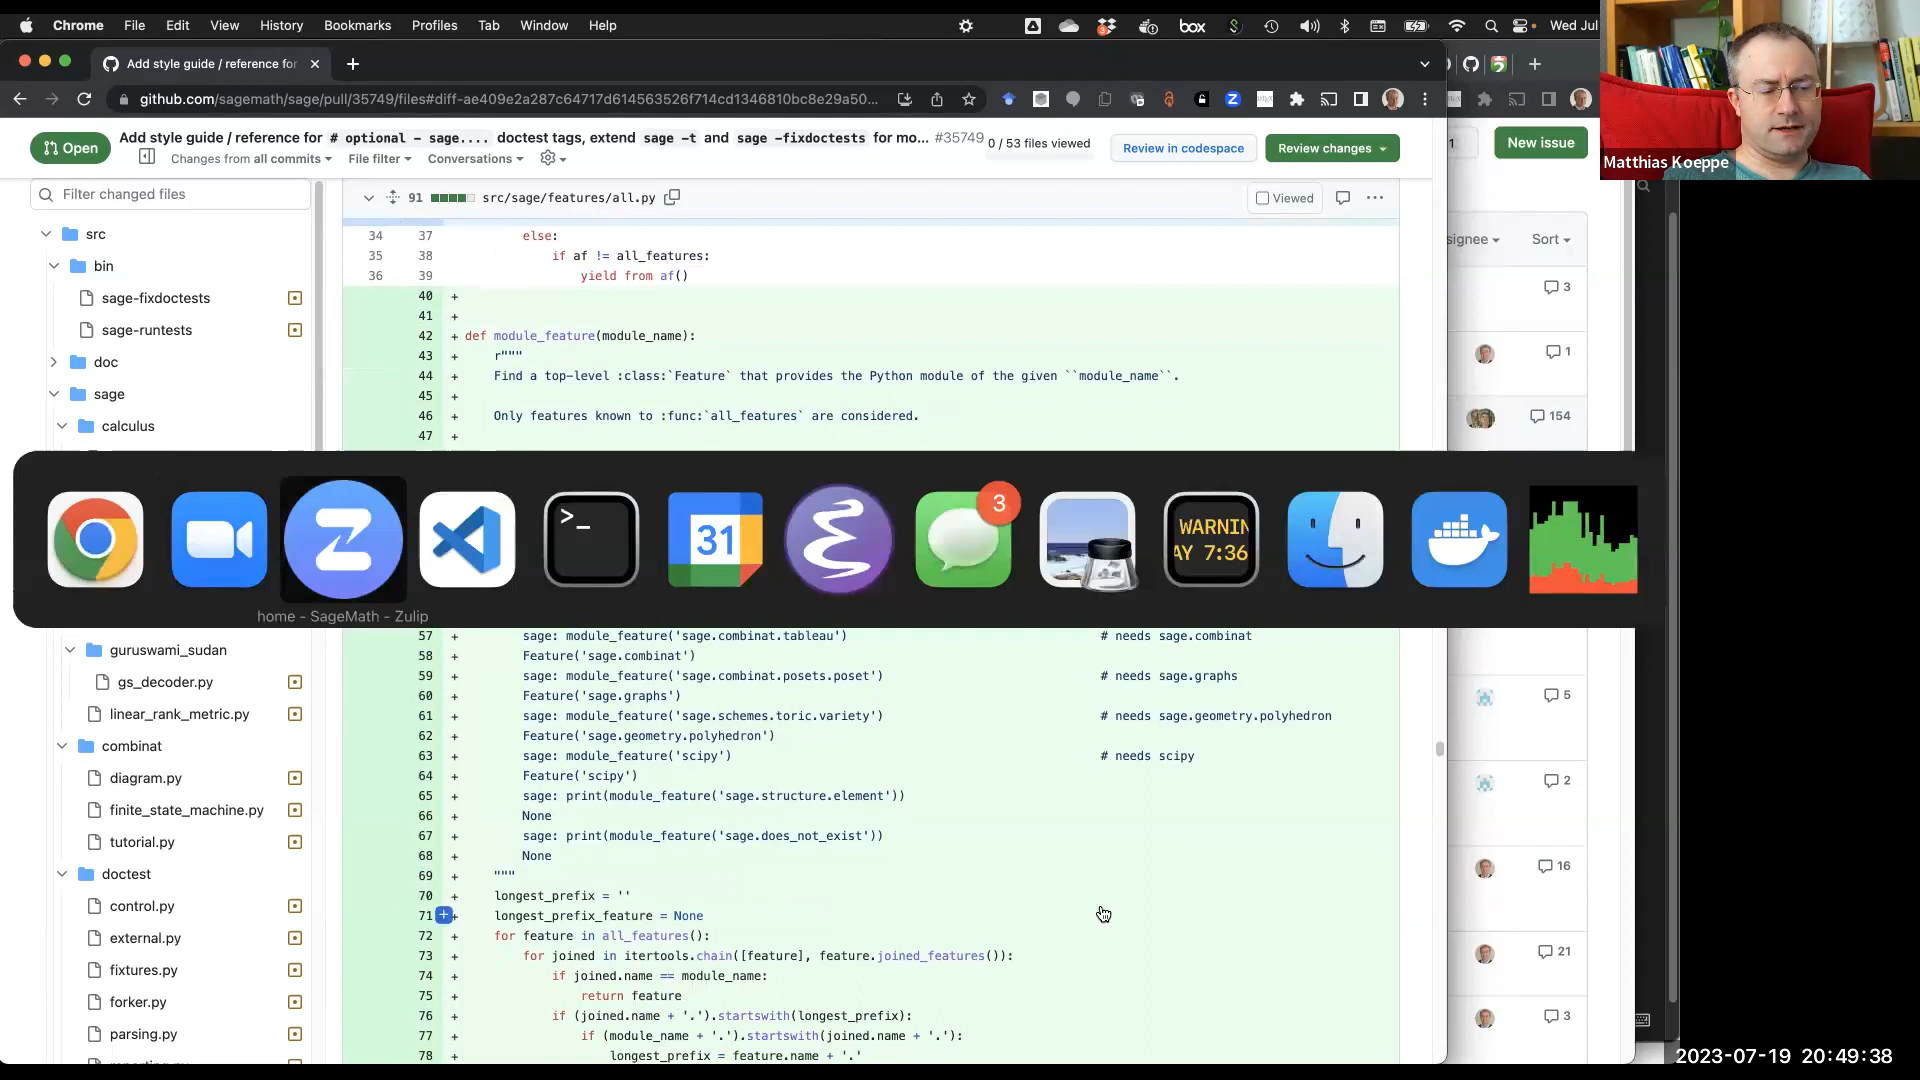 Chrome File Edit View History Bookmarks Profiles Tab Window Help box Wed Jul
Add style guide / reference for
github.com/sagemath/sage/pull/35749/files#diff-ae409e2a287c64717d614563526f714cd1346810bc8e29a50...
Open
Add style guide / reference for # optional - sage.... doctest tags, extend sage -t and sage -fixdoctests for mo... #35749
Changes from all commits File filter Conversations
0 / 53 files viewed
Review in codespace
Review changes
1
New issue
Matthias Koeppe
Filter changed files
91 src/sage/features/all.py
Viewed
src
bin
sage-fixdoctests
sage-runtests
doc
sage
calculus
guruswami_sudan
gs_decoder.py
linear_rank_metric.py
combinat
diagram.py
finite_state_machine.py
tutorial.py
doctest
control.py
external.py
fixtures.py
forker.py
parsing.py
34 37 else:
35 38 if af != all_features:
36 39 yield from af()
40 +
41 +
42 + def module_feature(module_name):
43 + r"""
44 + Find a top-level :class:`Feature` that provides the Python module of the given ``module_name``.
45 +
46 + Only features known to :func:`all_features` are considered.
47 +
3
31
WARNIN
AY 7:36
home - SageMath - Zulip
57 + sage: module_feature('sage.combinat.tableau') # needs sage.combinat
58 + Feature('sage.combinat')
59 + sage: module_feature('sage.combinat.posets.poset') # needs sage.graphs
60 + Feature('sage.graphs')
61 + sage: module_feature('sage.schemes.toric.variety') # needs sage.geometry.polyhedron
62 + Feature('sage.geometry.polyhedron')
63 + sage: module_feature('scipy') # needs scipy
64 + Feature('scipy')
65 + sage: print(module_feature('sage.structure.element'))
66 + None
67 + sage: print(module_feature('sage.does_not_exist'))
68 + None
69 + """
70 + longest_prefix = ''
71 + longest_prefix_feature = None
72 + for feature in all_features():
73 + for joined in itertools.chain([feature], feature.joined_features()):
74 + if joined.name == module_name:
75 + return feature
76 + if (joined.name + '.').startswith(longest_prefix):
77 + if (module_name + '.').startswith(joined.name + '.'):
78 + longest_prefix = feature.name + '.'
signee Sort
3
1
154
5
2
16
21
3
2023-07-19 20:49:38